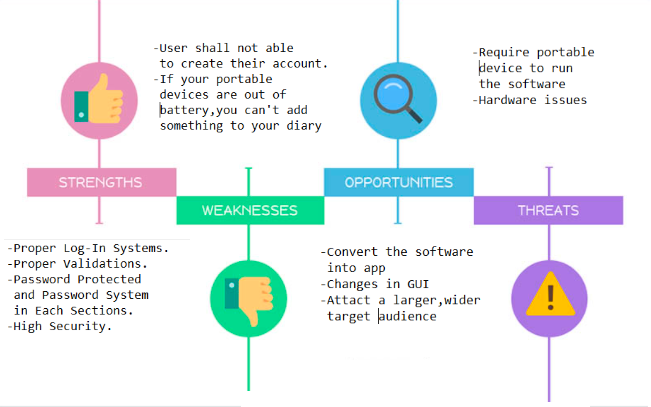 -User shall not able
to create their account.
-If your portable
devices are out of
battery,you can't add
something to your diary
-Require portable
device to run
the software
-Hardware issues
STRENGTHS
WEAKNESSES
OPPORTUNITIES
THREATS
-Proper Log-In Systems.
-Proper Validations.
-Password Protected
and Password System
in Each Sections.
-High Security.
-Convert the software
into app
-Changes in GUI
-Attact a larger,wider
target audience